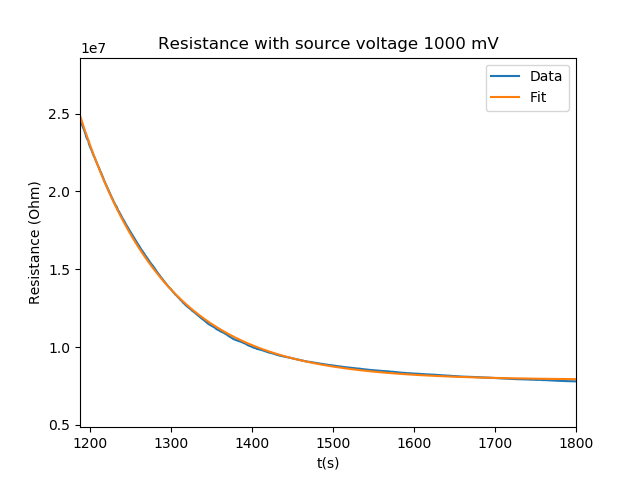 Resistance with source voltage 1000 mV
1e7
Data
Fit
2.5
2.0
1.5
1.0
0.5
Resistance (Ohm)
1200 1300 1400 1500 1600 1700 1800
t(s)